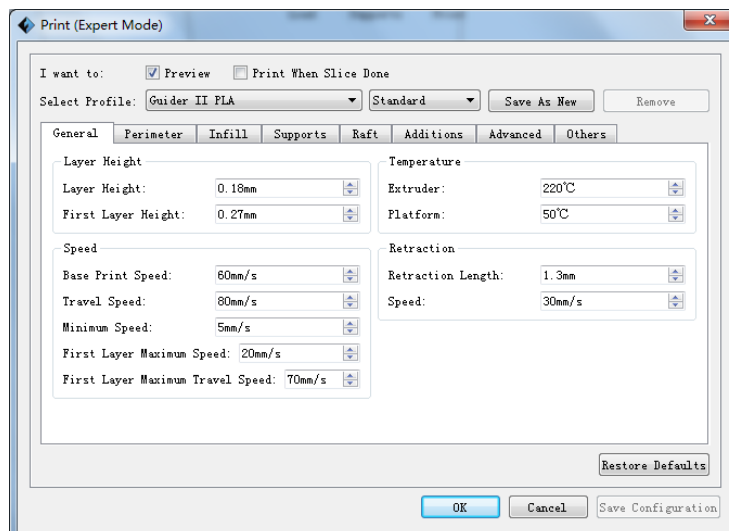 Print (Expert Mode)
I want to: Preview Print When Slice Done
Select Profile: Guider II PLA Standard Save As New Remove
General Perimeter Infill Supports Raft Additions Advanced Others
Layer Height
Layer Height: 0.18mm
First Layer Height: 0.27mm
Temperature
Extruder: 220℃
Platform: 50℃
Speed
Base Print Speed: 60mm/s
Travel Speed: 80mm/s
Minimum Speed: 5mm/s
First Layer Maximum Speed: 20mm/s
First Layer Maximum Travel Speed: 70mm/s
Retraction
Retraction Length: 1.3mm
Speed: 30mm/s
Restore Defaults
OK Cancel Save Configuration